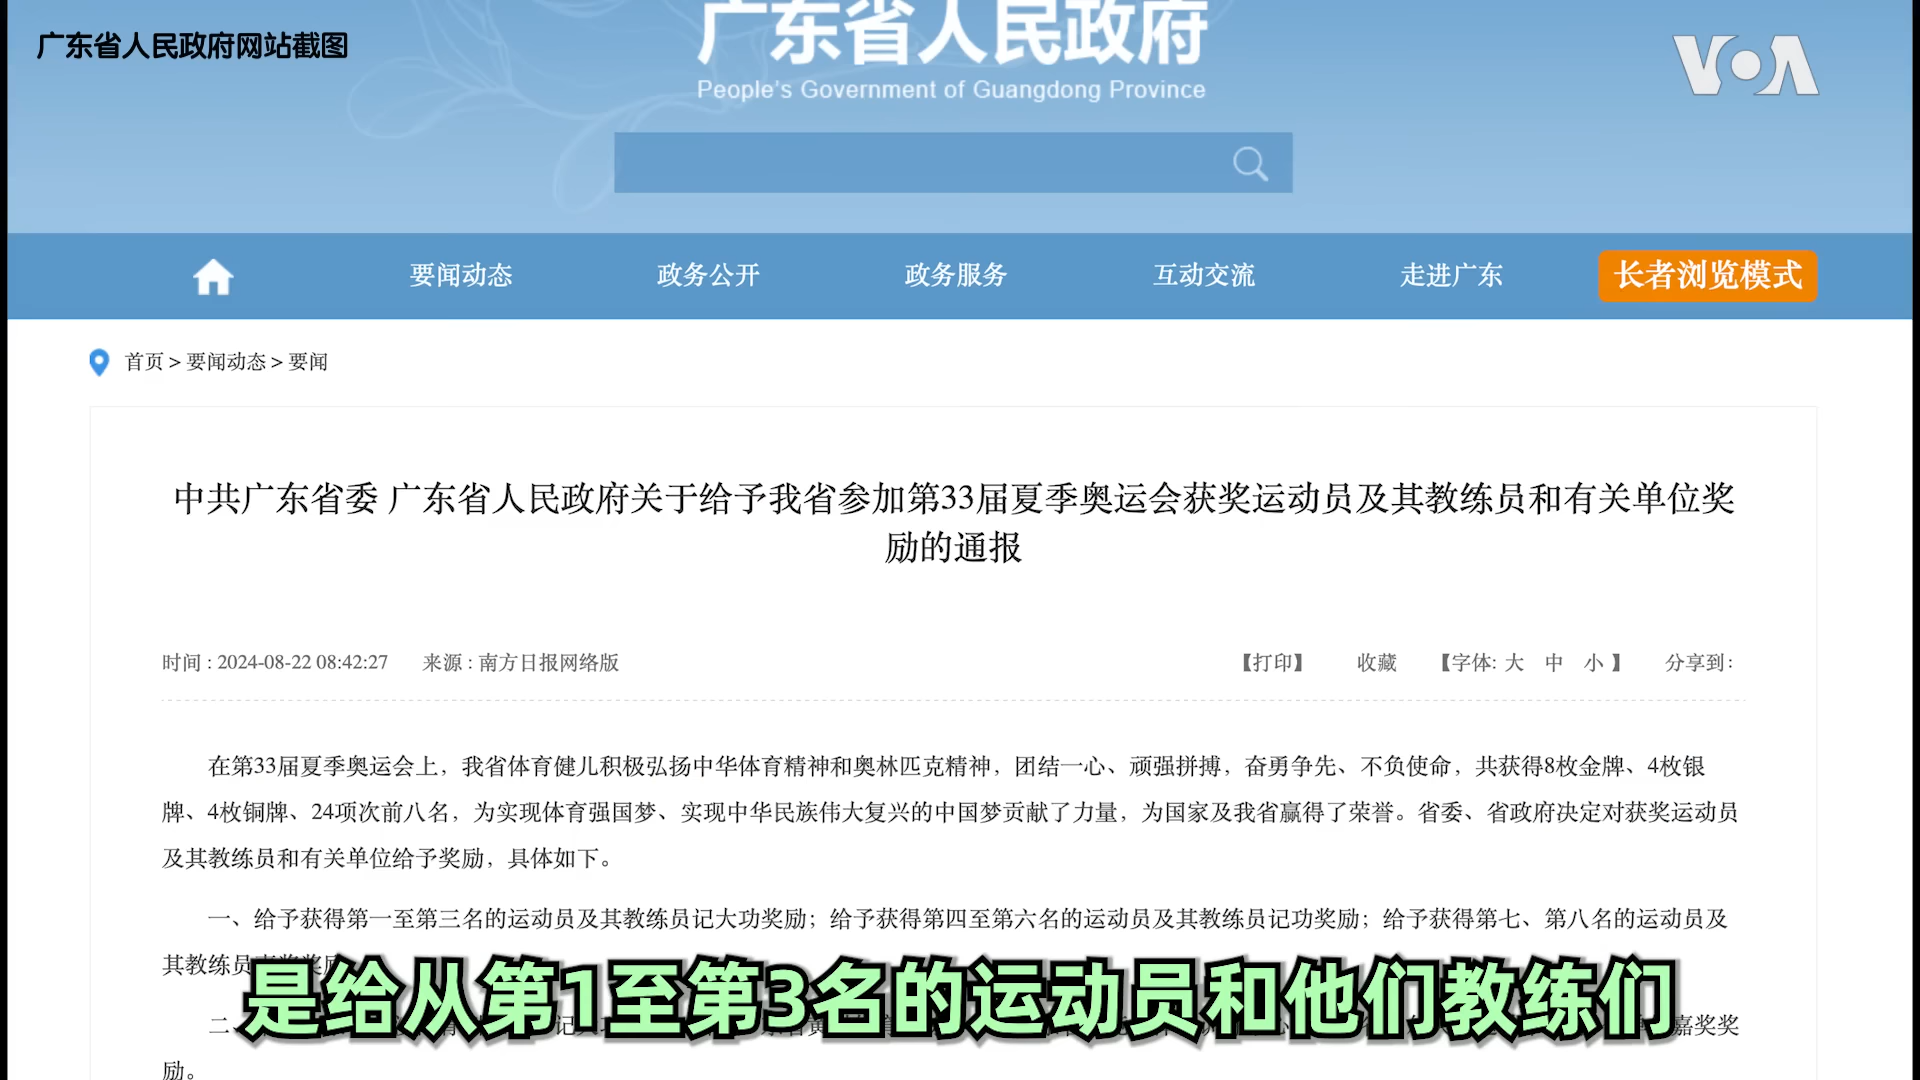 广东省人民政府网站截图
广东省人民政府
VOA
People's Government of Guangdong Province
要闻动态 政务公开 政务服务 互动交流 走进广东 长者浏览模式
首页 > 要闻动态 > 要闻
中共广东省委 广东省人民政府关于给予我省参加第33届夏季奥运会获奖运动员及其教练员和有关单位奖
励的通报
时间 : 2024-08-22 08:42:27 来源 : 南方日报网络版 【打印】 收藏 【字体: 大 中 小 】 分享到:
在第33届夏季奥运会上，我省体育健儿积极弘扬中华体育精神和奥林匹克精神，团结一心、顽强拼搏，奋勇争先、不负使命，共获得8枚金牌、4枚银
牌、4枚铜牌、24项次前八名，为实现体育强国梦、实现中华民族伟大复兴的中国梦贡献了力量，为国家及我省赢得了荣誉。省委、省政府决定对获奖运动员
及其教练员和有关单位给予奖励，具体如下。
一、给予获得第一至第三名的运动员及其教练员记大功奖励；给予获得第四至第六名的运动员及其教练员记功奖励；给予获得第七、第八名的运动员及
其教练员
是给从第1至第3名的运动员和他们教练们
二、 嘉奖奖
励。